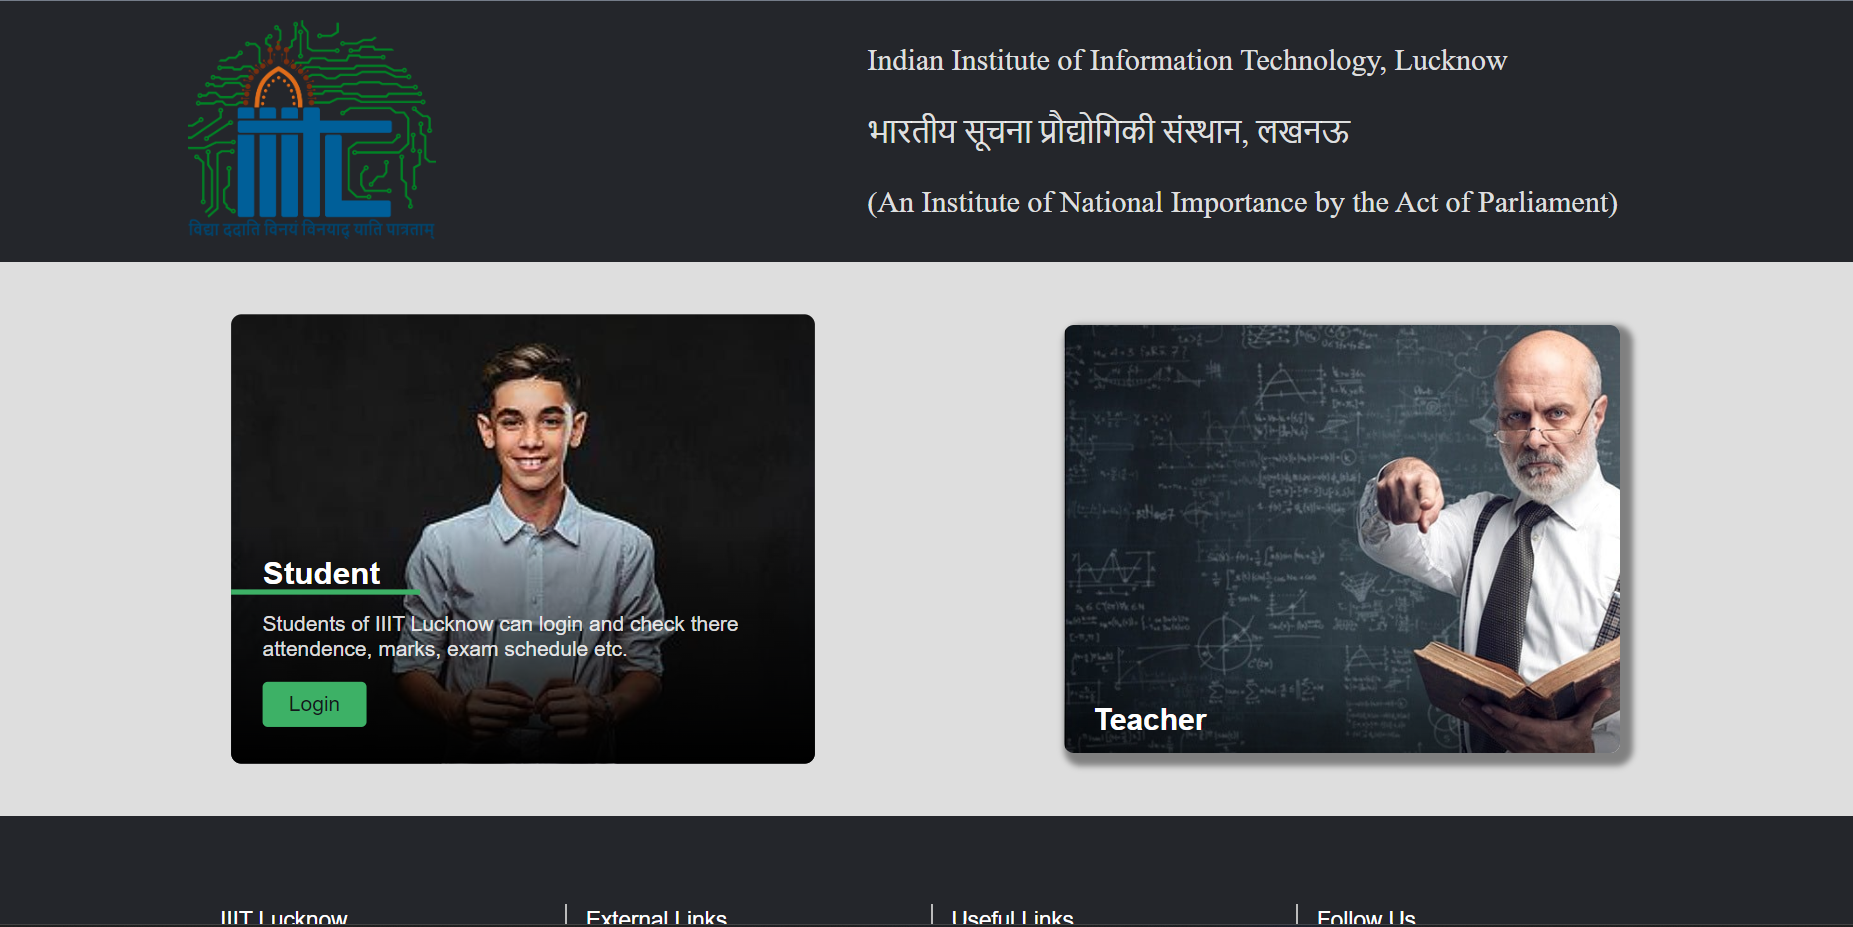 Indian Institute of Information Technology, Lucknow
भारतीय सूचना प्रौद्योगिकी संस्थान, लखनऊ
(An Institute of National Importance by the Act of Parliament)
विद्या ददाति विनयं विनयाद् याति पात्रताम्
Student
Students of IIIT Lucknow can login and check there
attendence, marks, exam schedule etc.
Login
Teacher
IIIT Lucknow
External Links
Useful Links
Follow Us